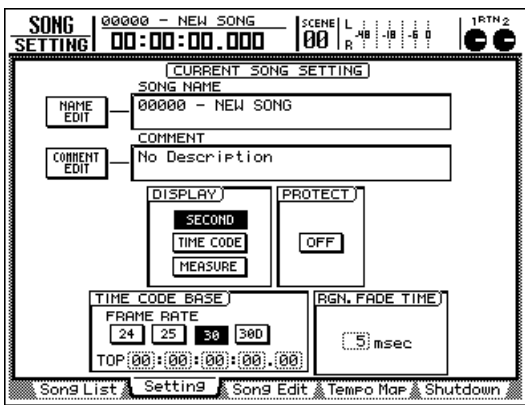 SONG SETTING
00000 - NEW SONG
00:00:00.000
SCENE 00
L R -48 -18 -6 0
1 RTN 2
CURRENT SONG SETTING
SONG NAME
NAME EDIT
00000 - NEW SONG
COMMENT
COMMENT EDIT
No Description
DISPLAY
SECOND
TIME CODE
MEASURE
PROTECT
OFF
TIME CODE BASE
FRAME RATE
24 25 30 30D
TOP 00:00:00:00.00
RGN. FADE TIME
5 msec
Song List Setting Song Edit Tempo Map Shutdown